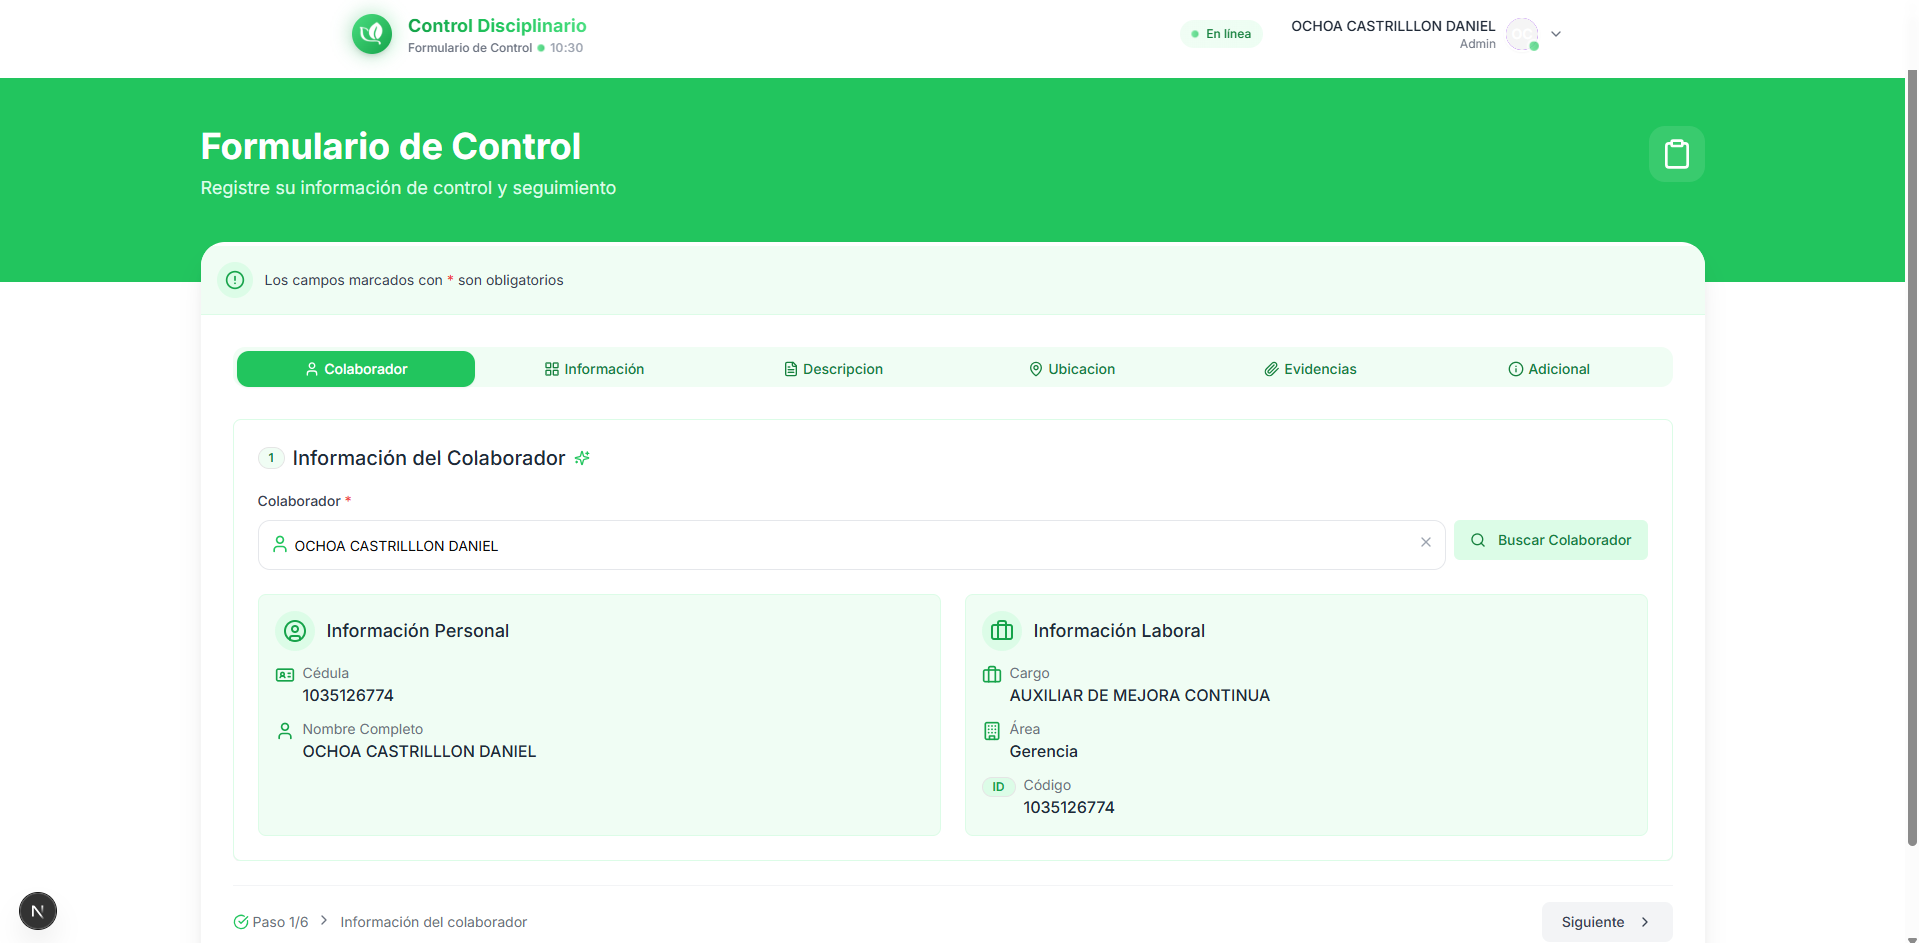 Control Disciplinario
Formulario de Control 10:30
En línea
OCHOA CASTRILLLON DANIEL
Admin
OC
Formulario de Control
Registre su información de control y seguimiento
Los campos marcados con * son obligatorios
Colaborador
Información
Descripcion
Ubicacion
Evidencias
Adicional
1 Información del Colaborador
Colaborador *
OCHOA CASTRILLLON DANIEL
Buscar Colaborador
Información Personal
Cédula
1035126774
Nombre Completo
OCHOA CASTRILLLON DANIEL
Información Laboral
Cargo
AUXILIAR DE MEJORA CONTINUA
Área
Gerencia
ID Código
1035126774
N
Paso 1/6 Información del colaborador
Siguiente